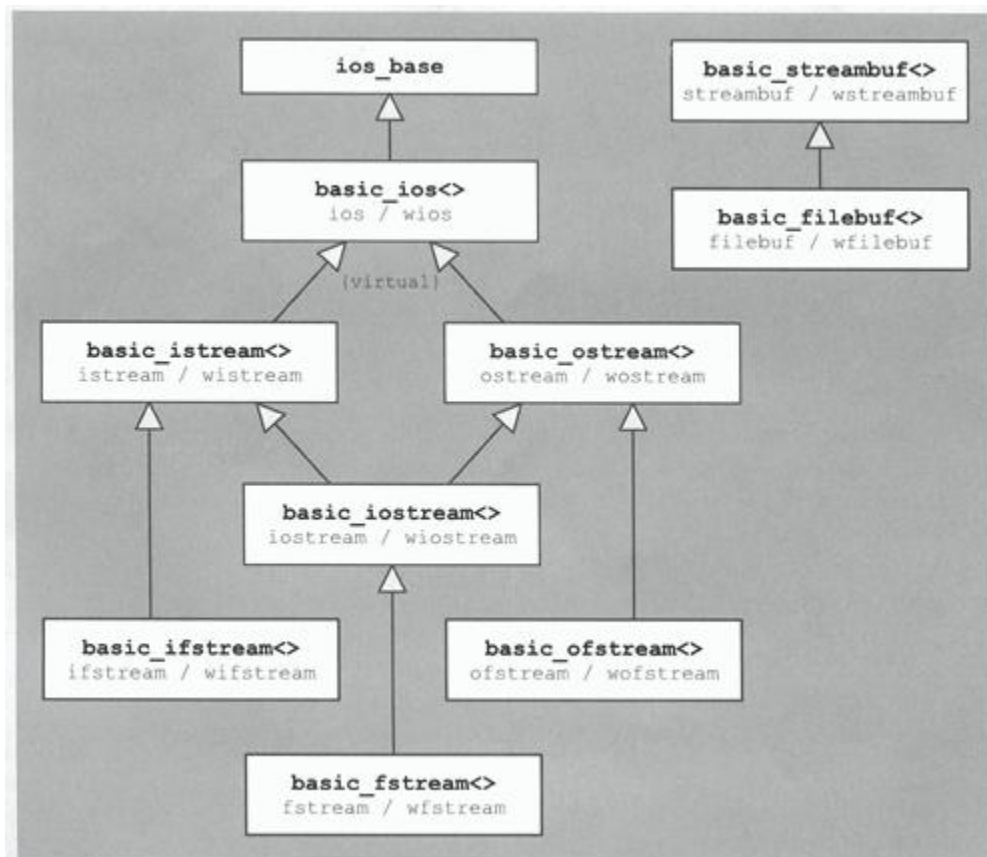 ios_base
basic_streambuf<>
streambuf / wstreambuf
basic_ios<>
ios / wios
basic_filebuf<>
filebuf / wfilebuf
(virtual)
basic_istream<>
istream / wistream
basic_ostream<>
ostream / wostream
basic_iostream<>
iostream / wiostream
basic_ifstream<>
ifstream / wifstream
basic_ofstream<>
ofstream / wofstream
basic_fstream<>
fstream / wfstream